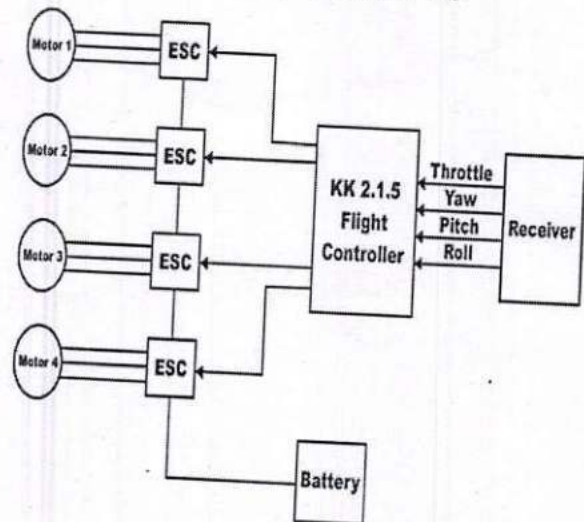 Motor 1
ESC
Motor 2
ESC
KK 2.1.5
Flight
Controller
Throttle
Yaw
Pitch
Roll
Receiver
Motor 3
ESC
Motor 4
ESC
Battery